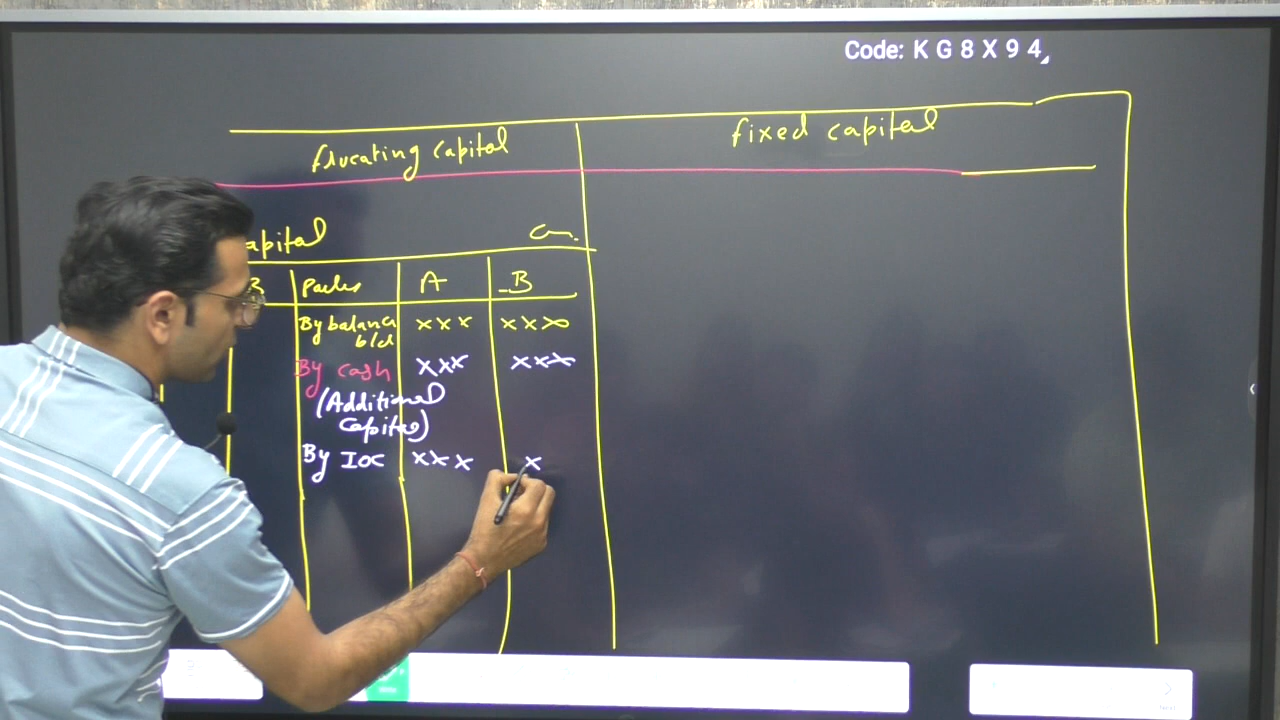 Code: K G 8 X 9 4
flucating capital
fixed capital
apital
Cr.
B
A
B
By balance b/d
xxx
xxx
By cash
xxx
xxx
(Additional
Capital)
By IOC
xxx
x